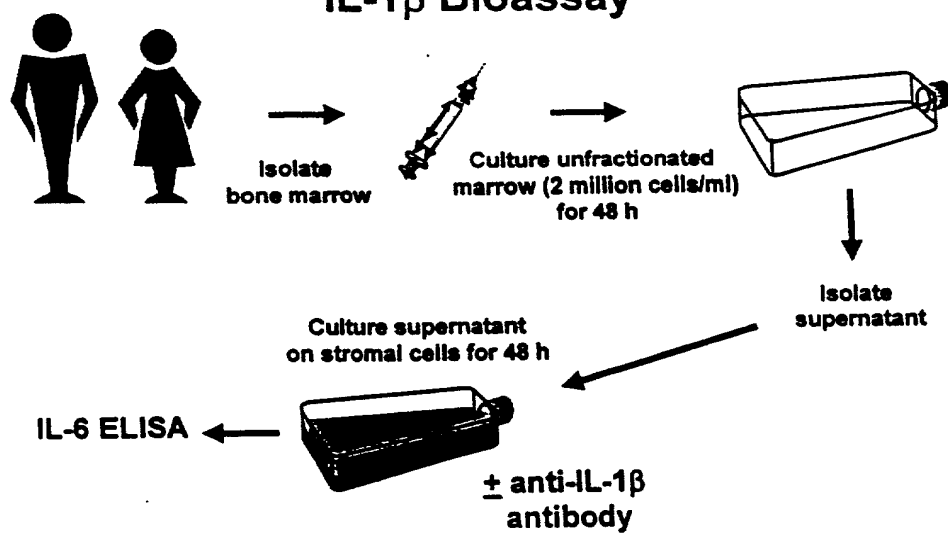 IL-1β Bioassay
Isolate
bone marrow
Culture unfractionated
marrow (2 million cells/ml)
for 48 h
Isolate
supernatant
Culture supernatant
on stromal cells for 48 h
IL-6 ELISA
± anti-IL-1β
antibody